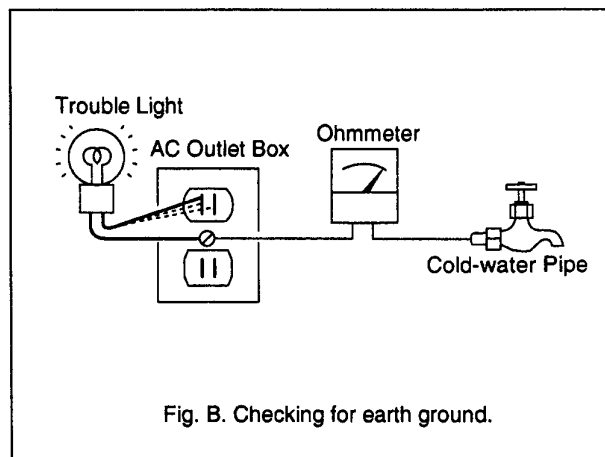 Trouble Light
AC Outlet Box
Ohmmeter
Cold-water Pipe
Fig. B. Checking for earth ground.